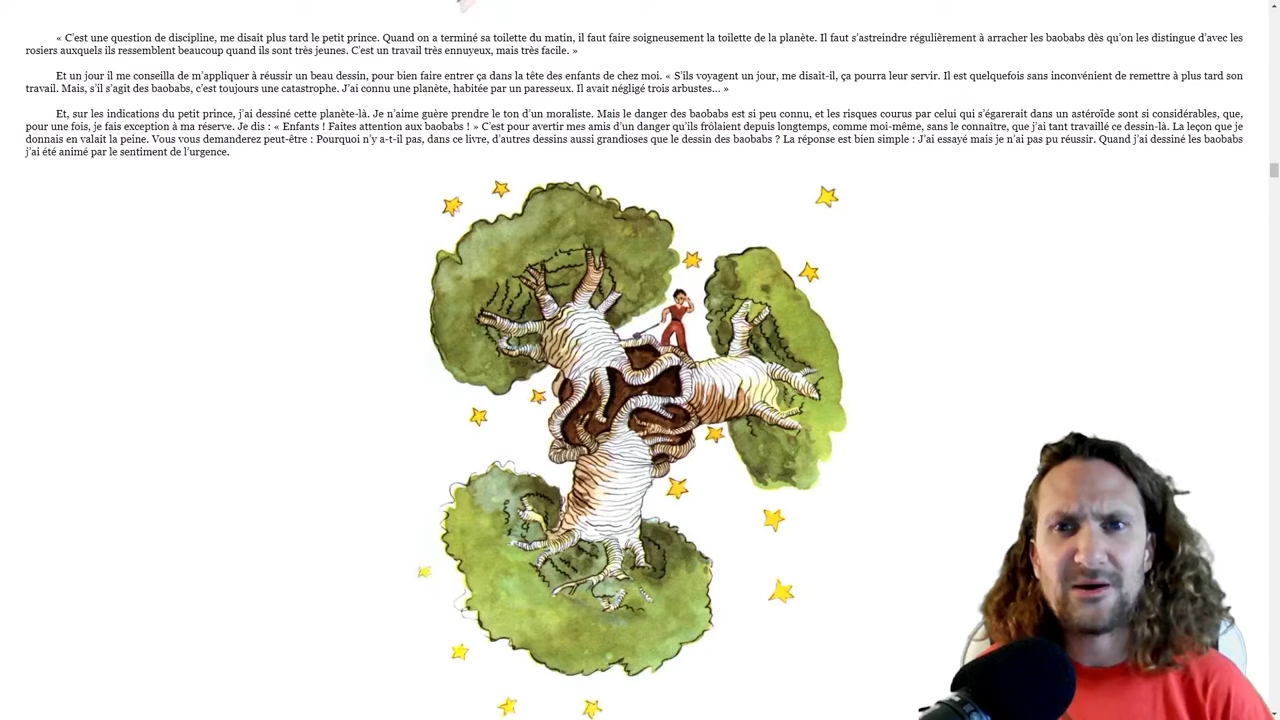 « C'est une question de discipline, me disait plus tard le petit prince. Quand on a terminé sa toilette du matin, il faut faire soigneusement la toilette de la planète. Il faut s'astreindre régulièrement à arracher les baobabs dès qu'on les distingue d'avec les
rosiers auxquels ils ressemblent beaucoup quand ils sont très jeunes. C'est un travail très ennuyeux, mais très facile. »
Et un jour il me conseilla de m'appliquer à réussir un beau dessin, pour bien faire entrer ça dans la tête des enfants de chez moi. « S'ils voyagent un jour, me disait-il, ça pourra leur servir. Il est quelquefois sans inconvénient de remettre à plus tard son
travail. Mais, s'il s'agit des baobabs, c'est toujours une catastrophe. J'ai connu une planète, habitée par un paresseux. Il avait négligé trois arbustes... »
Et, sur les indications du petit prince, j'ai dessiné cette planète-là. Je n'aime guère prendre le ton d'un moraliste. Mais le danger des baobabs est si peu connu, et les risques courus par celui qui s'égarerait dans un astéroïde sont si considérables, que,
pour une fois, je fais exception à ma réserve. Je dis : « Enfants ! Faites attention aux baobabs ! » C'est pour avertir mes amis d'un danger qu'ils frôlaient depuis longtemps, comme moi-même, sans le connaître, que j'ai tant travaillé ce dessin-là. La leçon que je
donnais en valait la peine. Vous vous demanderez peut-être : Pourquoi n'y a-t-il pas, dans ce livre, d'autres dessins aussi grandioses que le dessin des baobabs ? La réponse est bien simple : J'ai essayé mais je n'ai pas pu réussir. Quand j'ai dessiné les baobabs
j'ai été animé par le sentiment de l'urgence.